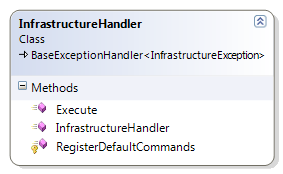 InfrastructureHandler
Class
BaseExceptionHandler<InfrastructureException>
Methods
Execute
InfrastructureHandler
RegisterDefaultCommands